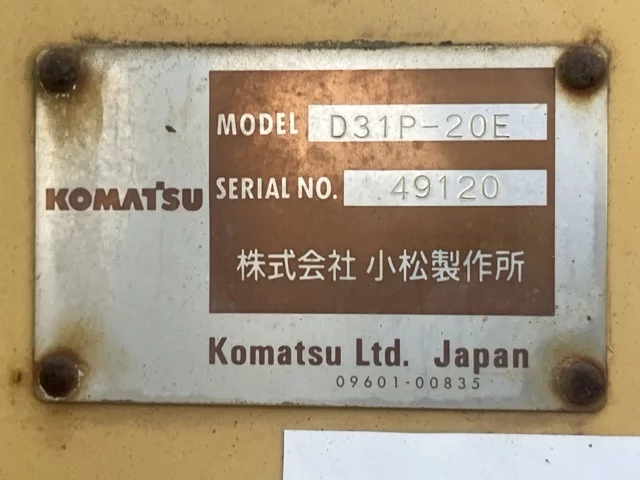 MODEL D31P-20E
KOMATSU
SERIAL NO. 49120
株式会社 小松製作所
Komatsu Ltd. Japan
09601-00835